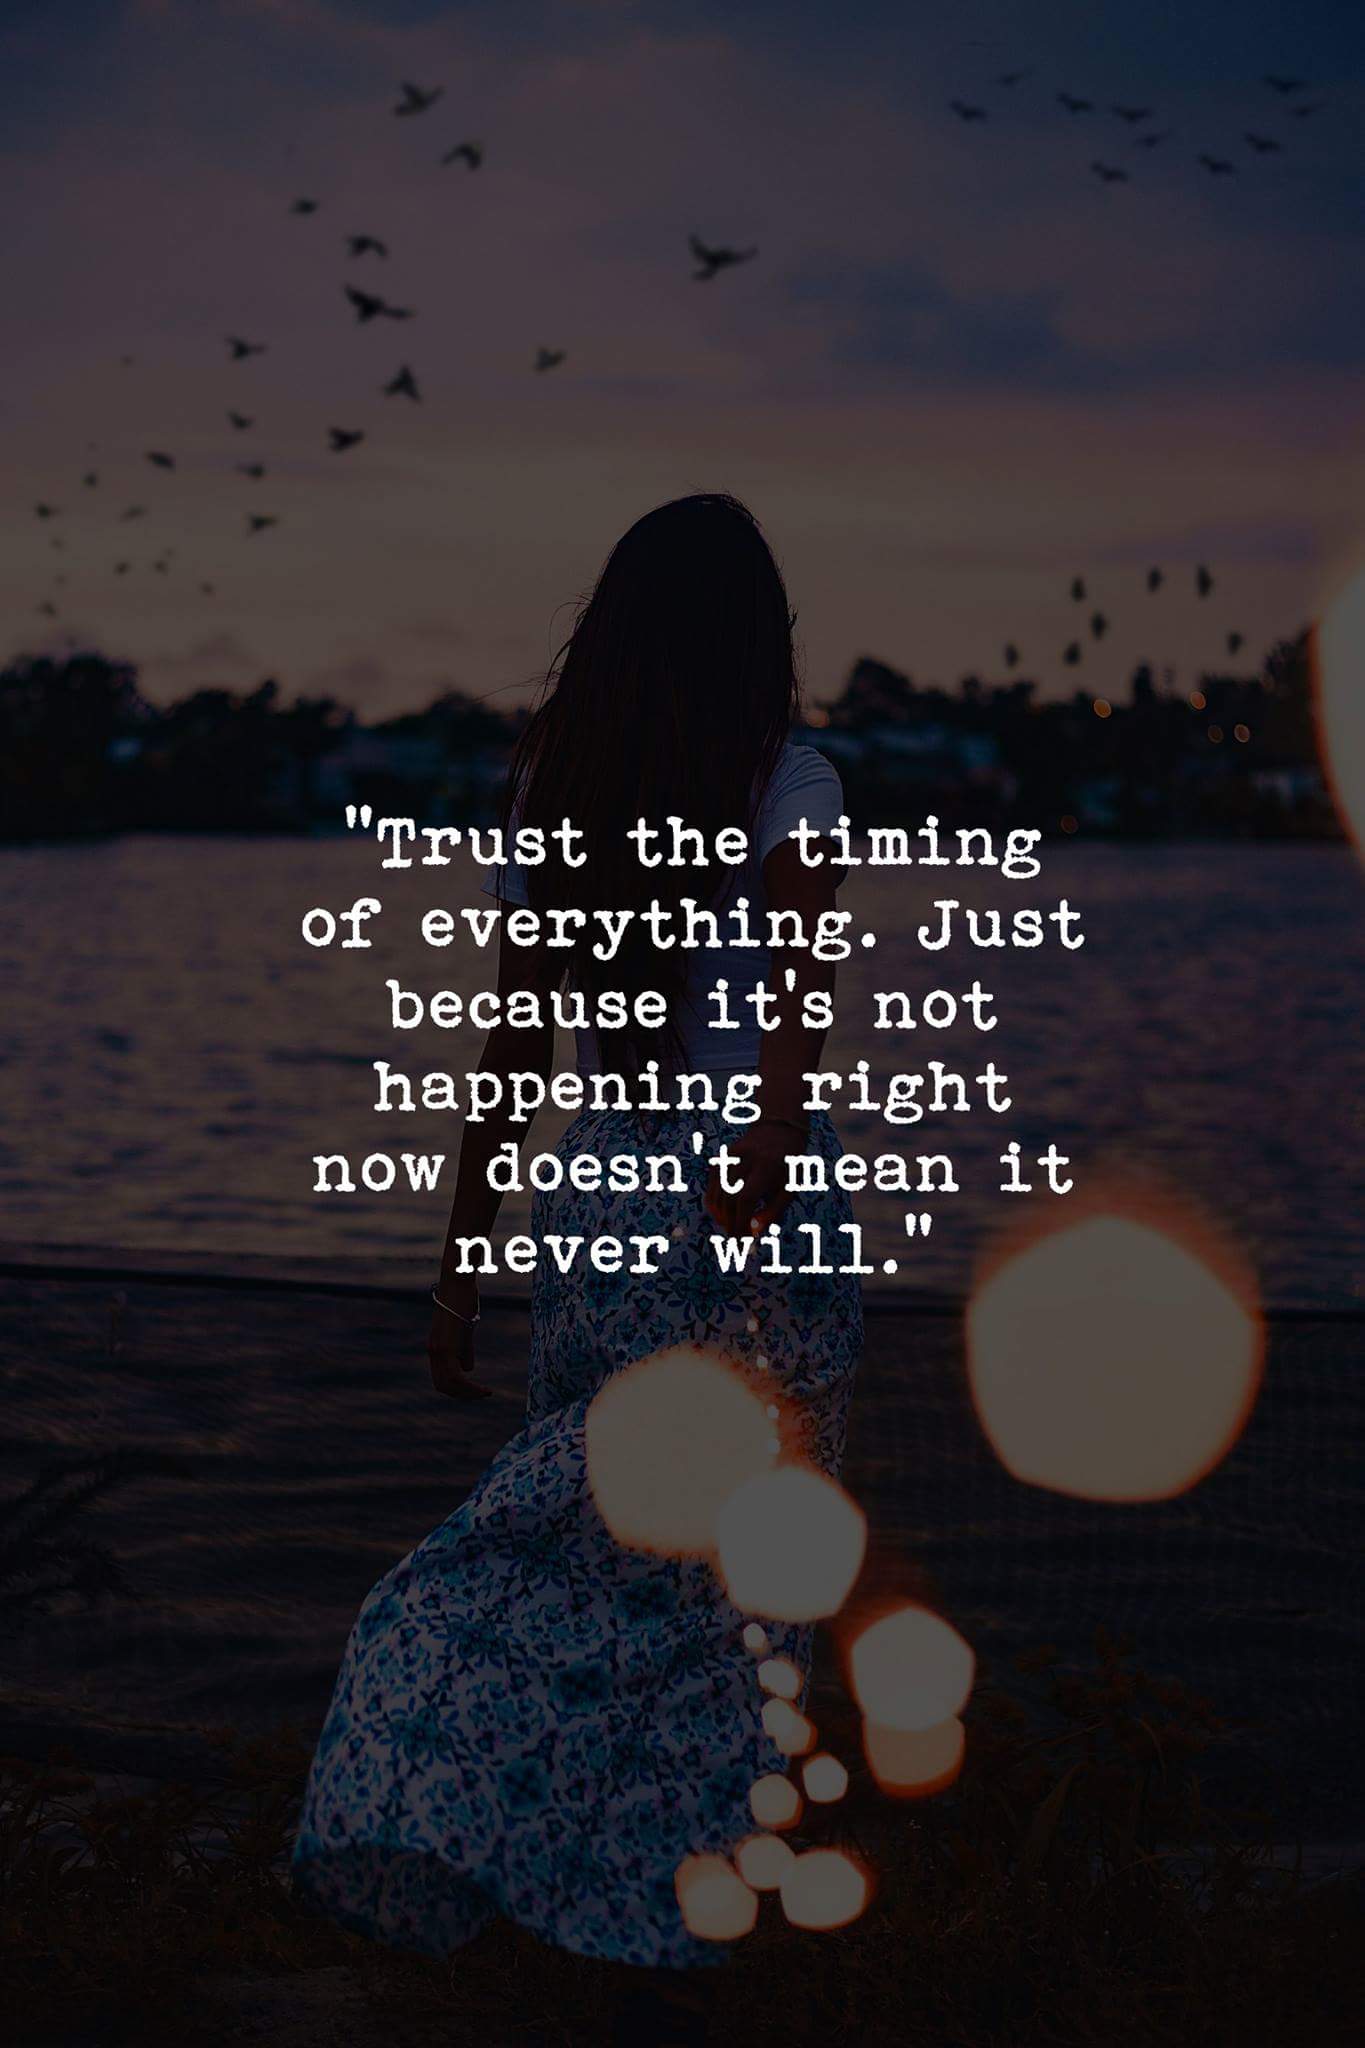 "Trust the timing
of everything. Just
because it's not
happening right
now doesn't mean it
never will."